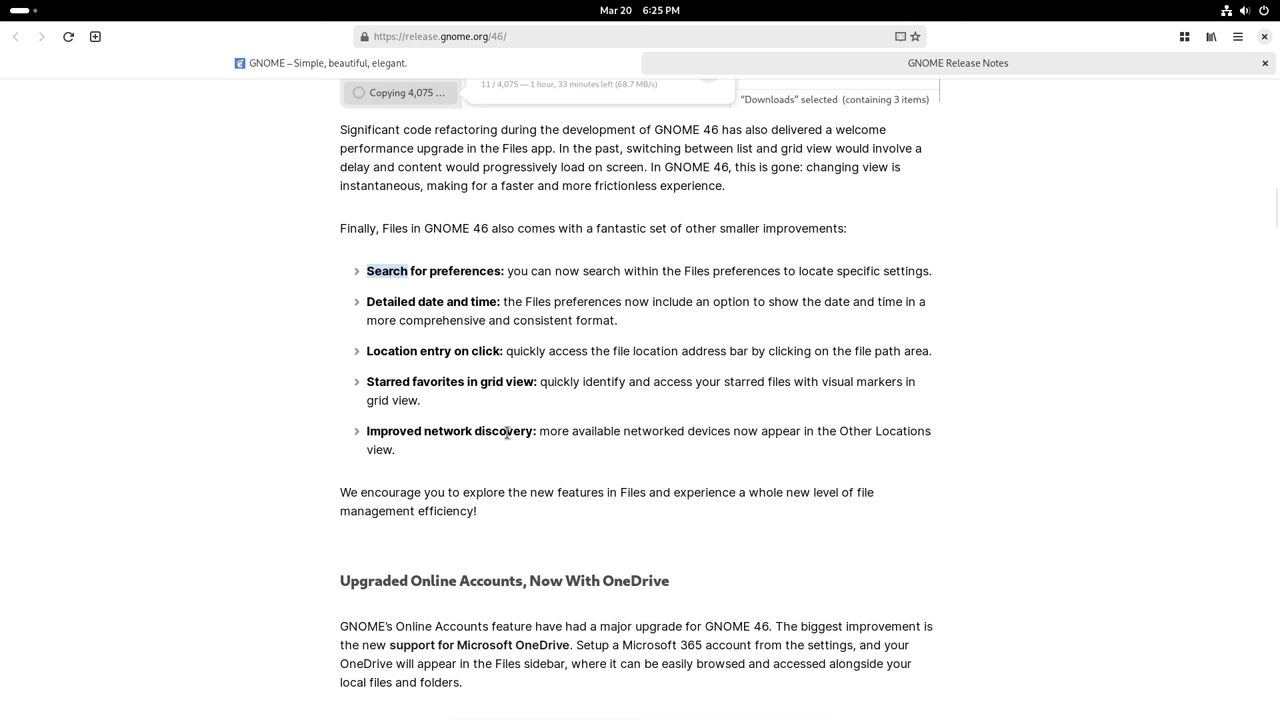 Mar 20 6:25 PM
https://release.gnome.org/46/
GNOME – Simple, beautiful, elegant.
GNOME Release Notes
11 / 4,075 — 1 hour, 33 minutes left (68.7 MB/s)
Copying 4,075 ...
“Downloads” selected (containing 3 items)
Significant code refactoring during the development of GNOME 46 has also delivered a welcome
performance upgrade in the Files app. In the past, switching between list and grid view would involve a
delay and content would progressively load on screen. In GNOME 46, this is gone: changing view is
instantaneous, making for a faster and more frictionless experience.
Finally, Files in GNOME 46 also comes with a fantastic set of other smaller improvements:
Search for preferences: you can now search within the Files preferences to locate specific settings.
Detailed date and time: the Files preferences now include an option to show the date and time in a
more comprehensive and consistent format.
Location entry on click: quickly access the file location address bar by clicking on the file path area.
Starred favorites in grid view: quickly identify and access your starred files with visual markers in
grid view.
Improved network discovery: more available networked devices now appear in the Other Locations
view.
We encourage you to explore the new features in Files and experience a whole new level of file
management efficiency!
Upgraded Online Accounts, Now With OneDrive
GNOME’s Online Accounts feature have had a major upgrade for GNOME 46. The biggest improvement is
the new support for Microsoft OneDrive. Setup a Microsoft 365 account from the settings, and your
OneDrive will appear in the Files sidebar, where it can be easily browsed and accessed alongside your
local files and folders.